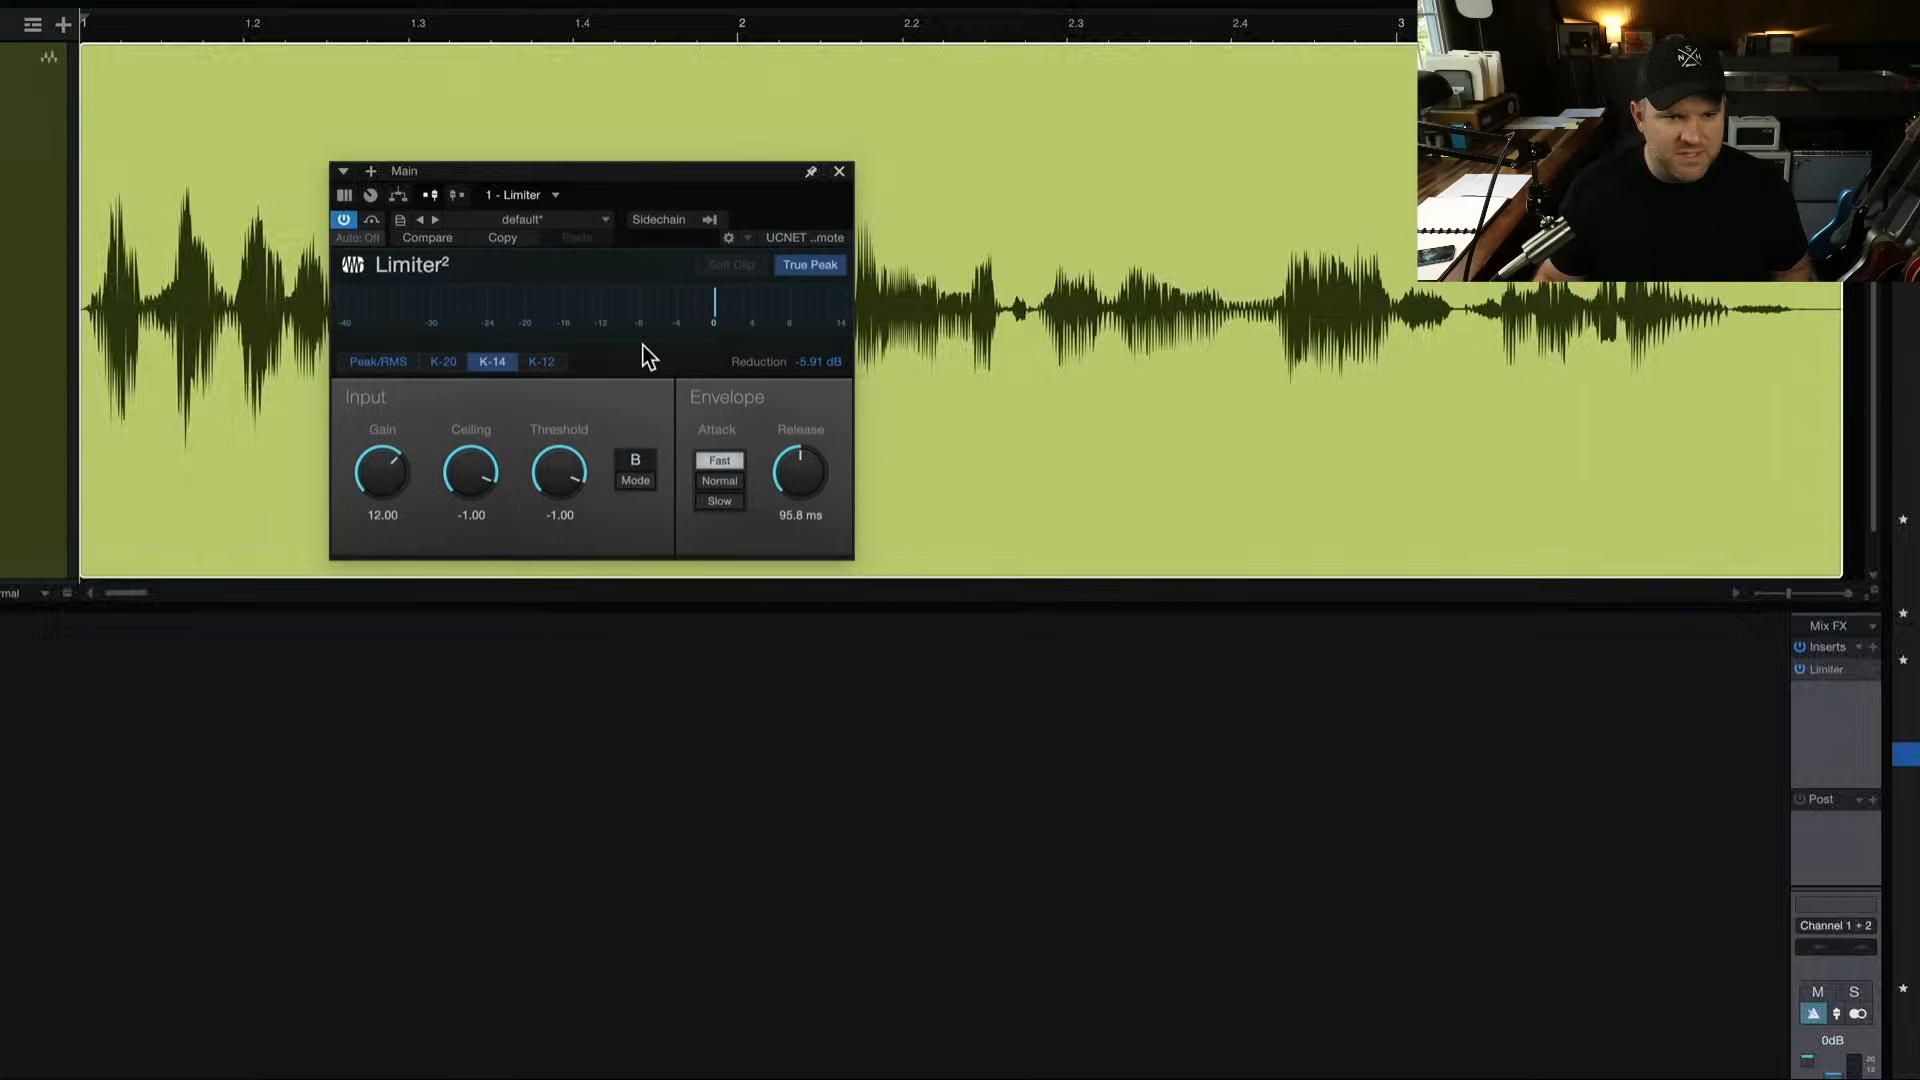 1 1.2 1.3 1.4 2 2.2 2.3 2.4 3
S
N H
Main
1 - Limiter
default* Sidechain
Auto: Off Compare Copy Paste UCNET ..mote
Limiter² Soft Clip True Peak
-40 -30 -24 -20 -16 -12 -8 -4 0 4 8 14
Peak/RMS K-20 K-14 K-12 Reduction -5.91 dB
Input Envelope
Gain Ceiling Threshold Attack Release
B Fast
Mode Normal
Slow
12.00 -1.00 -1.00 95.8 ms
rmal
Mix FX
Inserts
Limiter
Post
Channel 1 + 2
M S
0dB
20
12